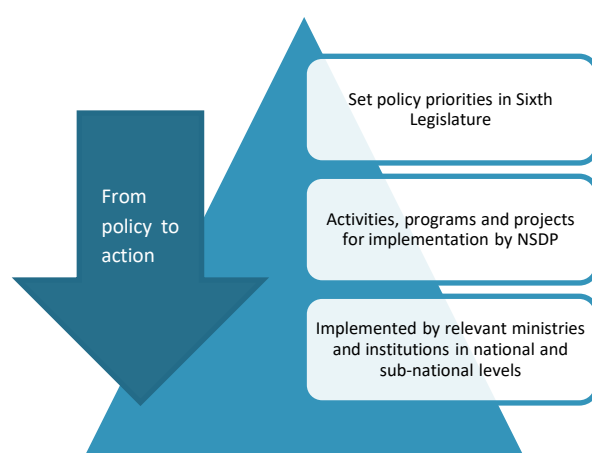 From
policy to
action
Set policy priorities in Sixth
Legislature
Activities, programs and projects
for implementation by NSDP
Implemented by relevant ministries
and institutions in national and
sub-national levels